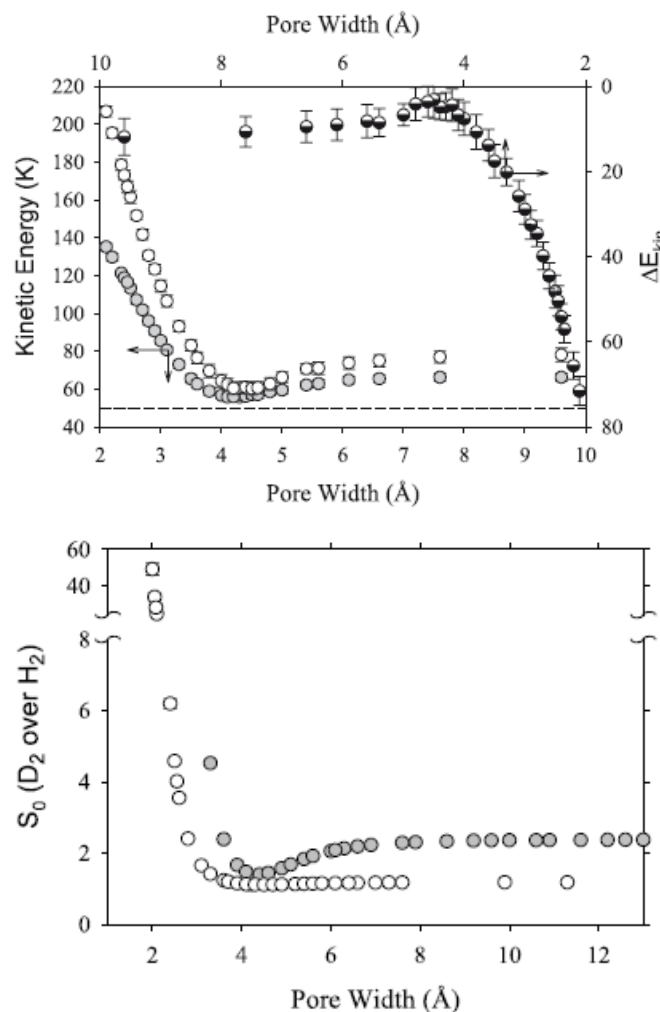 Pore Width (Å)
10 8 6 4 2
220 0
200
180 20
160
140
120 40
100
80 60
60
40 80
Kinetic Energy (K)
ΔE_kin
2 3 4 5 6 7 8 9 10
Pore Width (Å)
60
40
8
6
4
2
0
S₀ (D₂ over H₂)
2 4 6 8 10 12
Pore Width (Å)